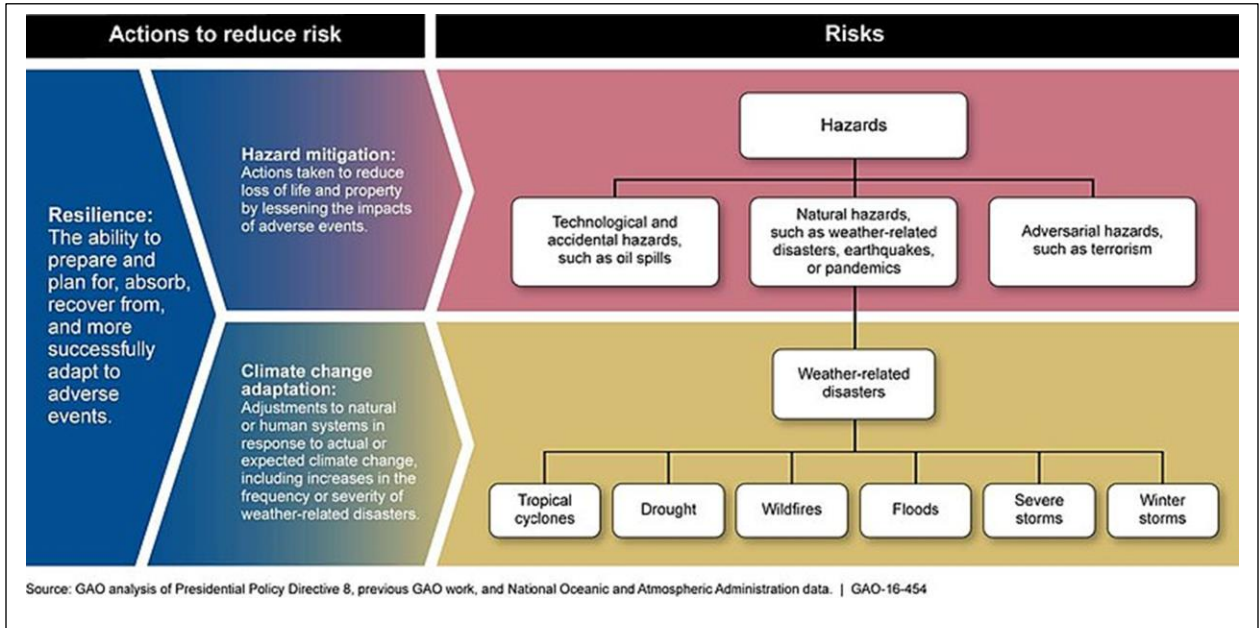 Actions to reduce risk
Risks
Resilience:
The ability to
prepare and
plan for, absorb,
recover from,
and more
successfully
adapt to
adverse
events.
Hazard mitigation:
Actions taken to reduce
loss of life and property
by lessening the impacts
of adverse events.
Climate change
adaptation:
Adjustments to natural
or human systems in
response to actual or
expected climate change,
including increases in the
frequency or severity of
weather-related disasters.
Hazards
Technological and
accidental hazards,
such as oil spills
Natural hazards,
such as weather-related
disasters, earthquakes,
or pandemics
Adversarial hazards,
such as terrorism
Weather-related
disasters
Tropical
cyclones
Drought
Wildfires
Floods
Severe
storms
Winter
storms
Source: GAO analysis of Presidential Policy Directive 8, previous GAO work, and National Oceanic and Atmospheric Administration data. | GAO-16-454